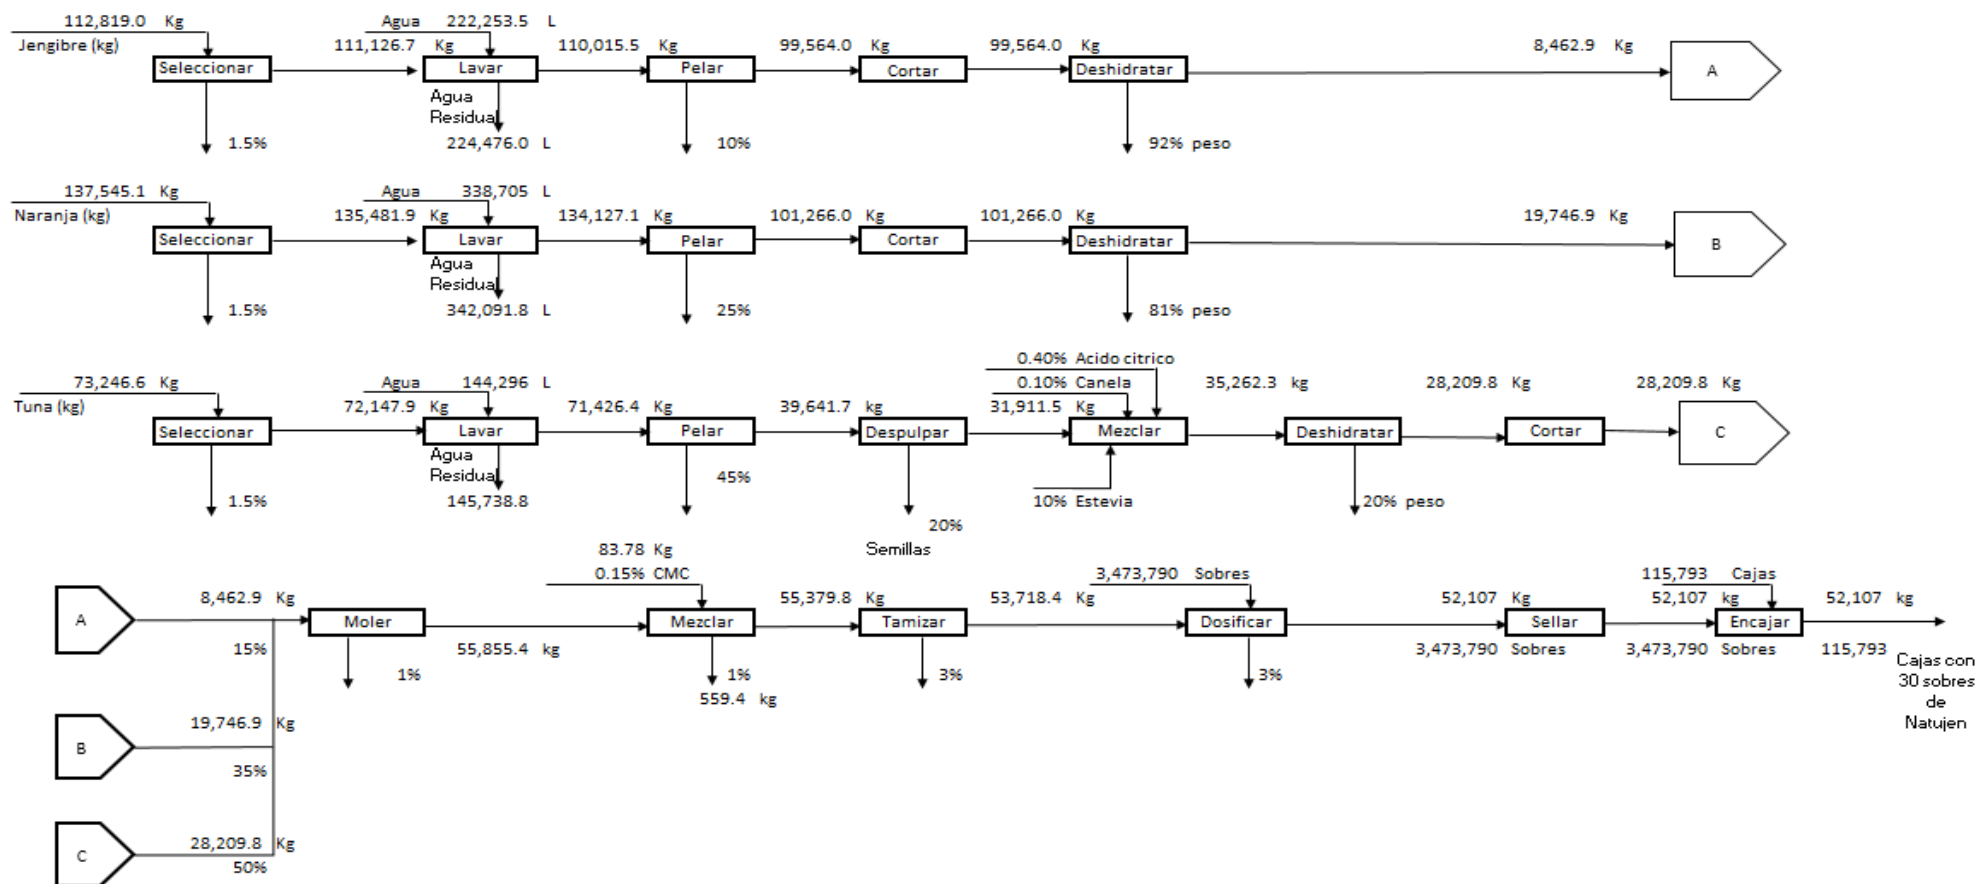 112,819.0 Kg
Jengibre (kg)
Agua 222,253.5 L
111,126.7 Kg
110,015.5 Kg
99,564.0 Kg
99,564.0 Kg
8,462.9 Kg
Seleccionar
Lavar
Pelar
Cortar
Deshidratar
A
Agua
Residual
1.5%
224,476.0 L
10%
92% peso
137,545.1 Kg
Naranja (kg)
Agua 338,705 L
135,481.9 Kg
134,127.1 Kg
101,266.0 Kg
101,266.0 Kg
19,746.9 Kg
Seleccionar
Lavar
Pelar
Cortar
Deshidratar
B
Agua
Residual
1.5%
342,091.8 L
25%
81% peso
73,246.6 Kg
Tuna (kg)
Agua 144,296 L
72,147.9 Kg
71,426.4 Kg
39,641.7 kg
0.40% Acido citrico
0.10% Canela
31,911.5 Kg
35,262.3 kg
28,209.8 Kg
28,209.8 Kg
Seleccionar
Lavar
Pelar
Despulpar
Mezclar
Deshidratar
Cortar
C
Agua
Residual
1.5%
145,738.8
45%
20%
Semillas
10% Estevia
20% peso
83.78 Kg
0.15% CMC
3,473,790 Sobres
115,793 Cajas
A
8,462.9 Kg
15%
Moler
55,855.4 kg
Mezclar
55,379.8 Kg
Tamizar
53,718.4 Kg
Dosificar
52,107 Kg
3,473,790 Sobres
Sellar
52,107 kg
3,473,790 Sobres
Encajar
52,107 kg
115,793
Cajas con
30 sobres
de
Natujen
1%
1%
559.4 kg
3%
3%
B
19,746.9 Kg
35%
C
28,209.8 Kg
50%